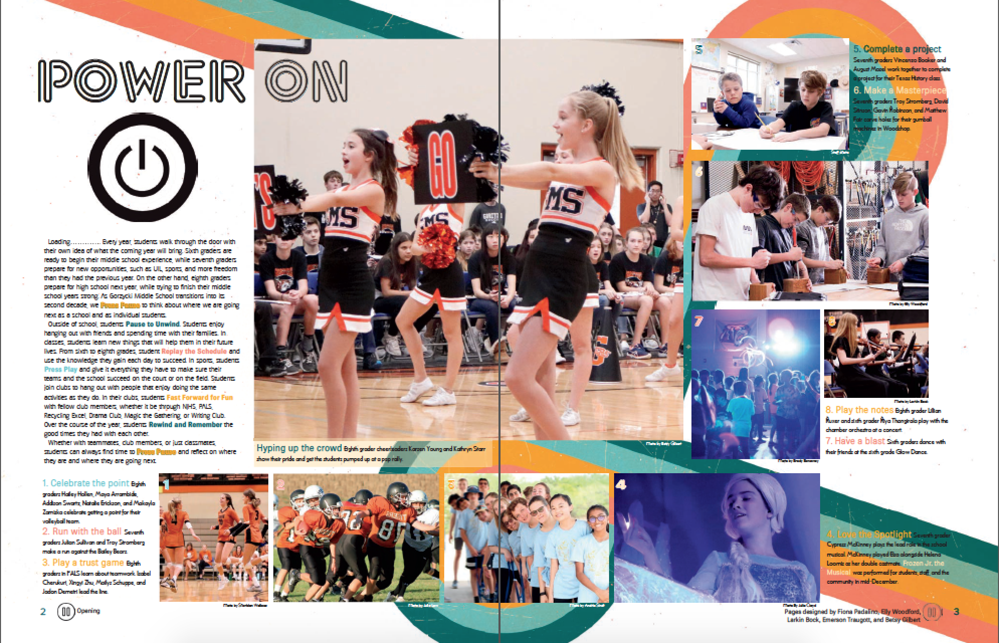 POWER ON
Loading............. Every year, students walk through the door with
their own idea of what the coming year will bring. Sixth graders are
ready to begin their middle school experience, while seventh graders
prepare for new opportunities, such as UIL, sports, and more freedom
than they had the previous year. On the other hand, eighth graders
prepare for high school next year, while trying to finish their middle
school years strong. As Gorzycki Middle School transitions into its
second decade, we Press Pause to think about where we are going
next as a school and as individual students.
Outside of school, students Pause to Unwind. Students enjoy
hanging out with friends and spending time with their families. In
classes, students learn new things that will help them in their future
lives. From sixth to eighth grades, student Replay the Schedule and
use the knowledge they gain each day to succeed. In sports, students
Press Play and give it everything they have to make sure their
teams and the school succeed on the court or on the field. Students
join clubs to hang out with people that enjoy doing the same
activities as they do. In their clubs, students Fast Forward for Fun
with fellow club members, whether it be through NJHS, PALS,
Recycling Excel, Drama Club, Magic the Gathering, or Writing Club.
Over the course of the year, students Rewind and Remember the
good times they had with each other.
Whether with teammates, club members, or just classmates,
students can always find time to Press Pause and reflect on where
they are and where they are going next.
GO
MS
MS
MS
Hyping up the crowd Eighth grader cheerleaders Karsen Young and Kathryn Starr
show their pride and get the students pumped up at a pep rally.
Photo by Betsy Gilbert
1. Celebrate the point Eighth
graders Hailey Hollen, Maya Arrambide,
Addison Swartz, Natalie Erickson, and Makayla
Zamiska celebrate getting a point for their
volleyball team.
2. Run with the ball Seventh
graders Julian Sullivan and Troy Stromberg
make a run against the Bailey Bears.
3. Play a trust game Eighth
graders in PALS learn about teamwork. Isabel
Cherukuri, Xingyi Zhu, Mailys Schuppe, and
Jadon Demetri lead the line.
1
2
3
4
5
6
7
8
5. Complete a project
Seventh graders Vincenzo Booker and
August Mazel work together to complete
a project for their Texas History class.
6. Make a Masterpiece
Seventh graders Troy Stromberg, David
Stinson, Gavin Robinson, and Matthew
Fair carve holes for their gumball
machines in Woodshop.
Photo by Elly Woodford
THE
NORTH
FACE
Photo by Larkin Bock
8. Play the notes Eighth grader Lillian
Ruxer and sixth grader Riya Thangirala play with the
chamber orchestra at a concert.
7. Have a blast Sixth graders dance with
their friends at the sixth grade Glow Dance.
4. Love the Spotlight Seventh grader
Cypress McKinney plays the lead role in the school
musical. McKinney played Elsa alongside Helena
Loomis as her double castmate. Frozen Jr. the
Musical was performed for students, staff, and the
community in mid-December.
2 Opening
Pages designed by Fiona Padalino, Elly Woodford,
Larkin Bock, Emerson Traugott, and Betsy Gilbert
3